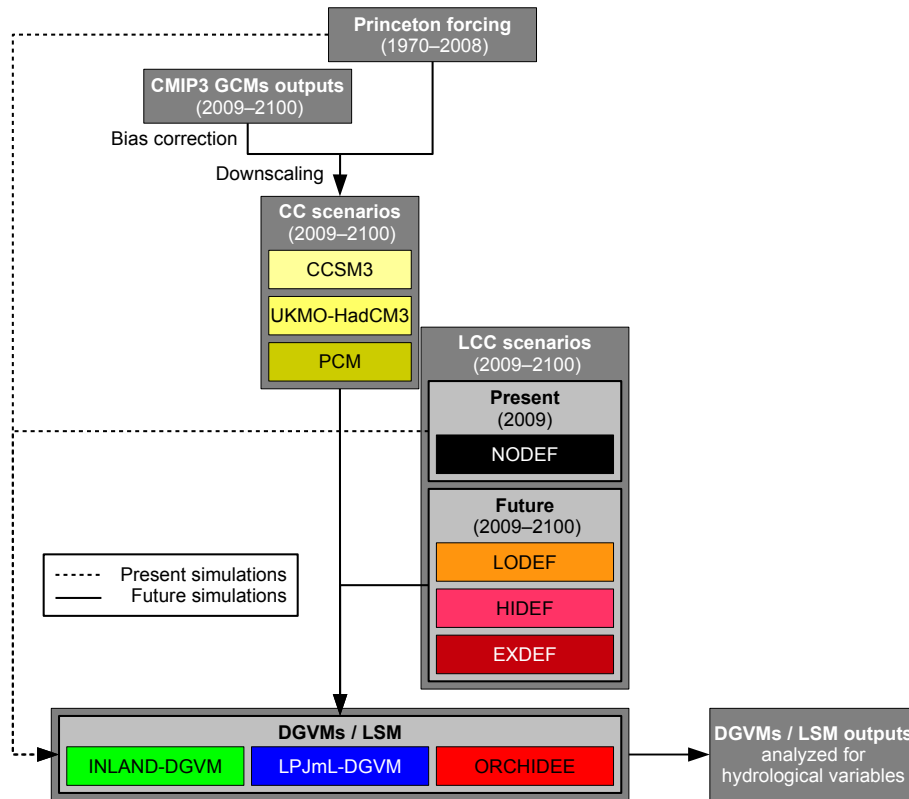 Princeton forcing
(1970–2008)
CMIP3 GCMs outputs
(2009–2100)
Bias correction
Downscaling
CC scenarios
(2009–2100)
CCSM3
UKMO-HadCM3
PCM
LCC scenarios
(2009–2100)
Present
(2009)
NODEF
Future
(2009–2100)
LODEF
HIDEF
EXDEF
Present simulations
Future simulations
DGVMs / LSM
INLAND-DGVM
LPJmL-DGVM
ORCHIDEE
DGVMs / LSM outputs
analyzed for
hydrological variables